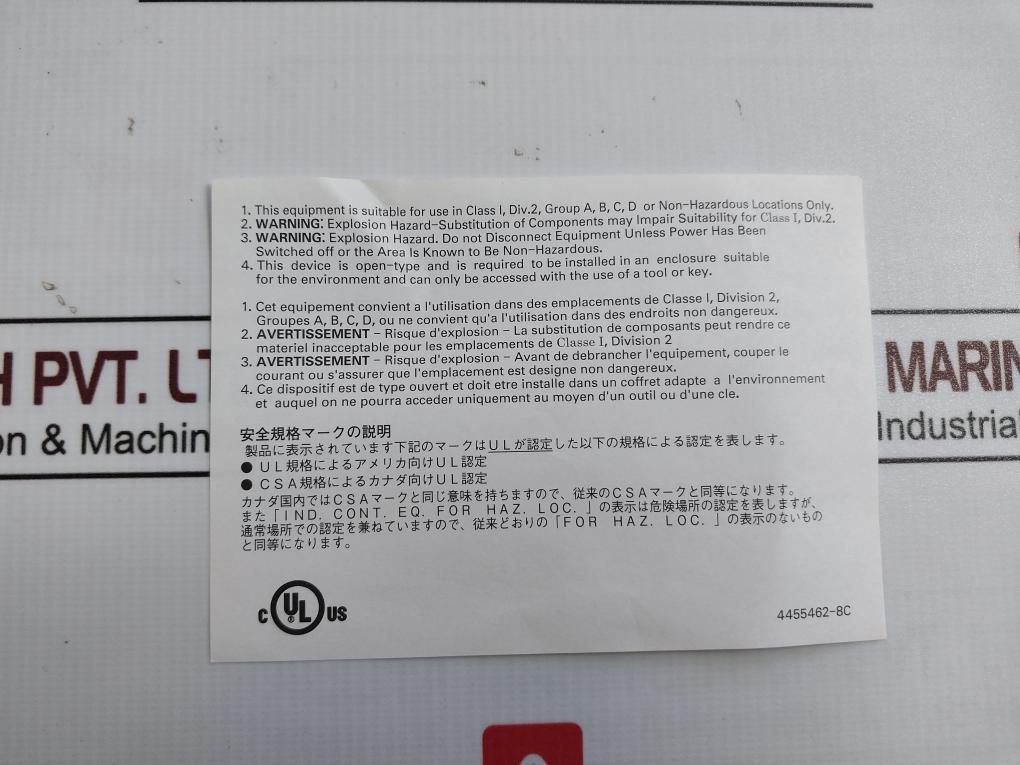 1. This equipment is suitable for use in Class I, Div.2, Group A, B, C, D or Non-Hazardous Locations Only.
2. WARNING: Explosion Hazard-Substitution of Components may Impair Suitability for Class I, Div.2.
3. WARNING: Explosion Hazard. Do not Disconnect Equipment Unless Power Has Been
Switched off or the Area Is Known to Be Non-Hazardous.
4. This device is open-type and is required to be installed in an enclosure suitable
for the environment and can only be accessed with the use of a tool or key.
1. Cet equipement convient a l'utilisation dans des emplacements de Classe I, Division 2,
Groupes A, B, C, D, ou ne convient qu'a l'utilisation dans des endroits non dangereux.
2. AVERTISSEMENT – Risque d'explosion – La substitution de composants peut rendre ce
materiel inacceptable pour les emplacements de Classe I, Division 2
3. AVERTISSEMENT – Risque d'explosion – Avant de debrancher l'equipement, couper le
courant ou s'assurer que l'emplacement est designe non dangereux.
4. Ce dispositif est de type ouvert et doit etre installe dans un coffret adapte a l'environnement
et auquel on ne pourra acceder uniquement au moyen d'un outil ou d'une cle.
安全規格マークの説明
製品に表示されています下記のマークはULが認定した以下の規格による認定を表します。
● UL規格によるアメリカ向けUL認定
● CSA規格によるカナダ向けUL認定
カナダ国内ではCSAマークと同じ意味を持ちますので、従来のCSAマークと同等になります。
また「IND. CONT. EQ. FOR HAZ. LOC. 」の表示は危険場所の認定を表しますが、
通常場所での認定を兼ねていますので、従来どおりの「FOR HAZ. LOC. 」の表示のないもの
と同等になります。
C UL ® US
4455462-8C
H PVT. LT
on & Machin
MARIN
Industria